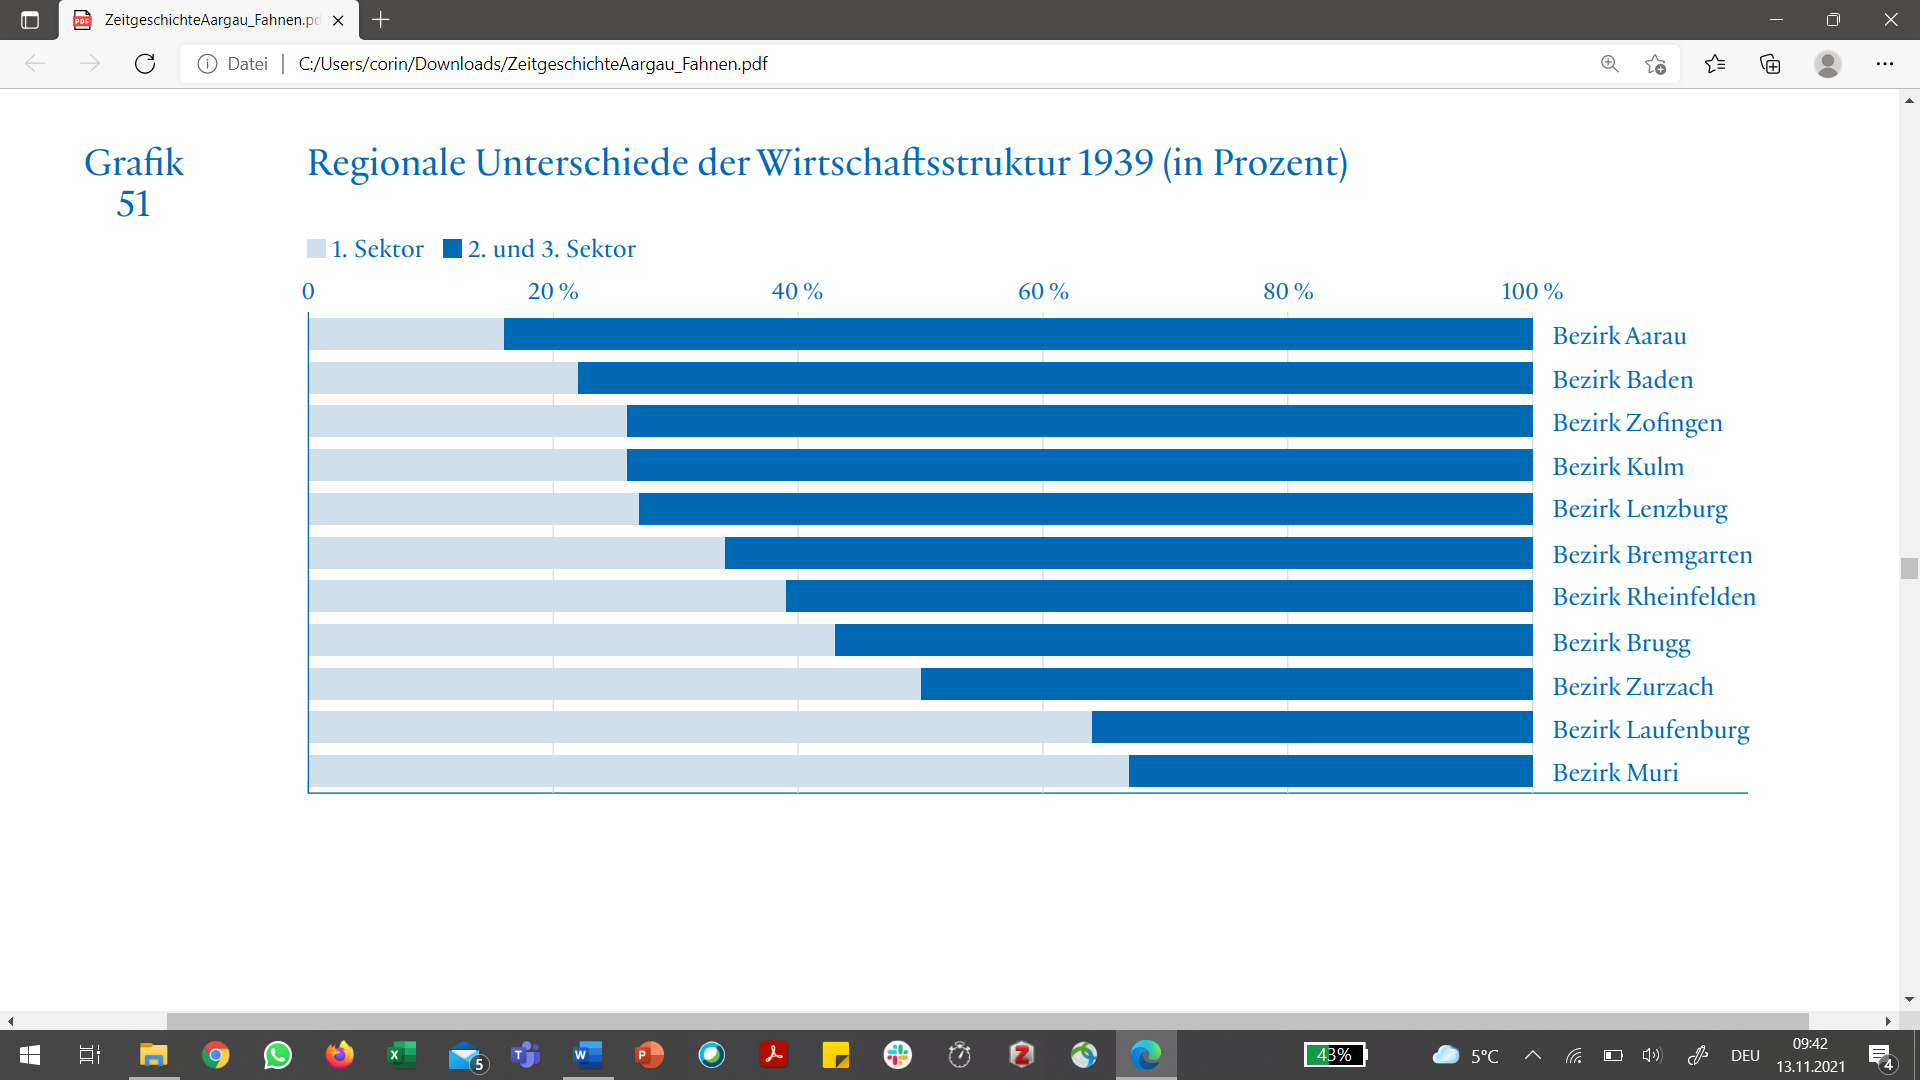 ZeitgeschichteAargau_Fahnen.pd
Datei
C:/Users/corin/Downloads/ZeitgeschichteAargau_Fahnen.pdf
Grafik
51
Regionale Unterschiede der Wirtschaftsstruktur 1939 (in Prozent)
1. Sektor 2. und 3. Sektor
0 20 % 40 % 60 % 80 % 100 %
Bezirk Aarau
Bezirk Baden
Bezirk Zofingen
Bezirk Kulm
Bezirk Lenzburg
Bezirk Bremgarten
Bezirk Rheinfelden
Bezirk Brugg
Bezirk Zurzach
Bezirk Laufenburg
Bezirk Muri
5
43%
5°C
DEU
09:42
13.11.2021
4